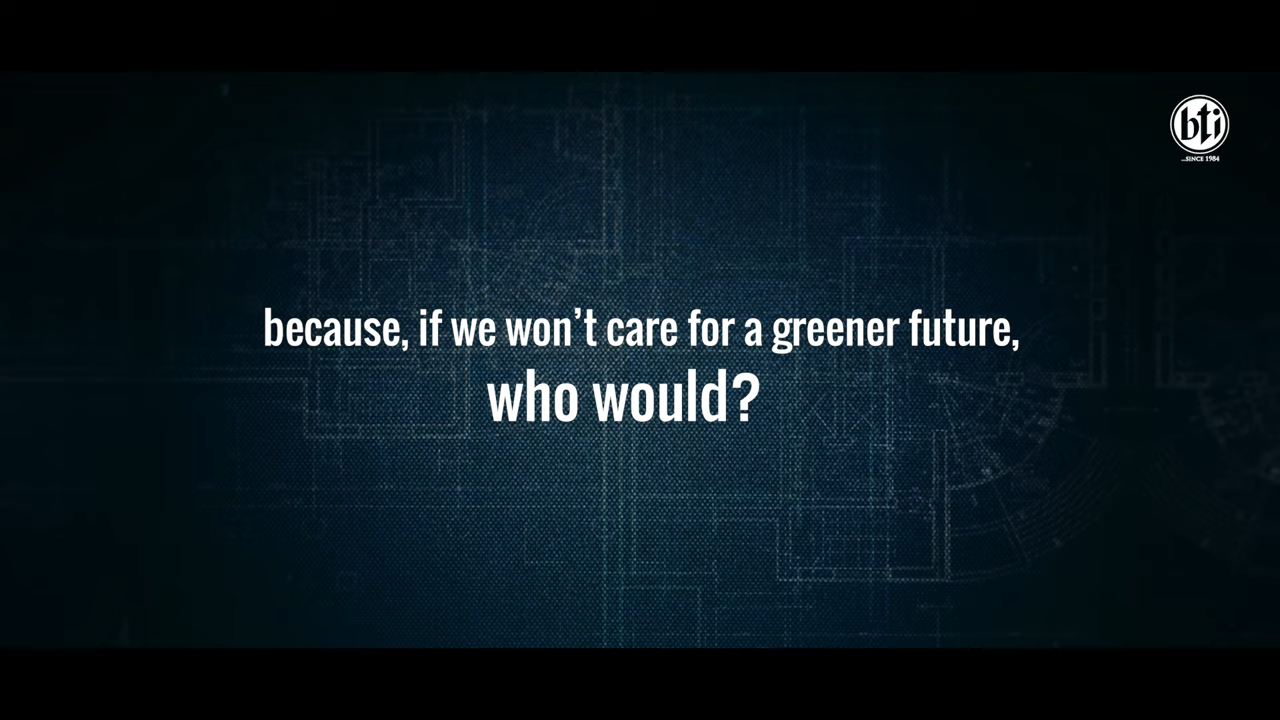 bti
...SINCE 1984
because, if we won’t care for a greener future,
who would?